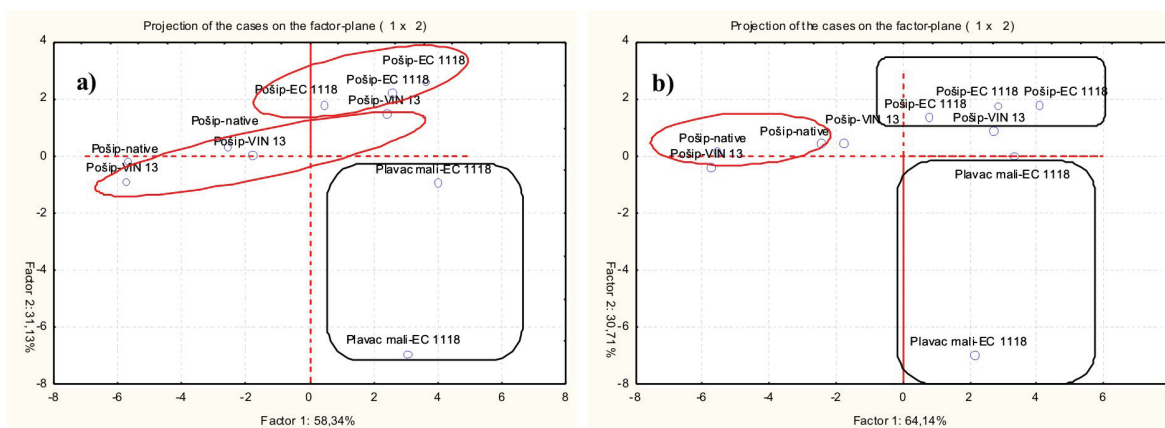 Projection of the cases on the factor-plane ( 1 x 2)
a)
4
2
0
-2
-4
-6
-8
Factor 2: 31,13%
Pošip-EC 1118
Pošip-EC 1118
Pošip-EC 1118
Pošip-VIN 13
Pošip-native
Pošip-VIN 13
Pošip-native
Pošip-VIN 13
Plavac mali-EC 1118
Plavac mali-EC 1118
-8 -6 -4 -2 0 2 4 6 8
Factor 1: 58,34%
Projection of the cases on the factor-plane ( 1 x 2)
b)
4
2
0
-2
-4
-6
-8
Factor 2: 30,71%
Pošip-EC 1118 Pošip-EC 1118
Pošip-EC 1118
Pošip-VIN 13 Pošip-VIN 13
Pošip-native Pošip-native
Pošip-VIN 13
Plavac mali-EC 1118
Plavac mali-EC 1118
-8 -6 -4 -2 0 2 4 6 8
Factor 1: 64,14%